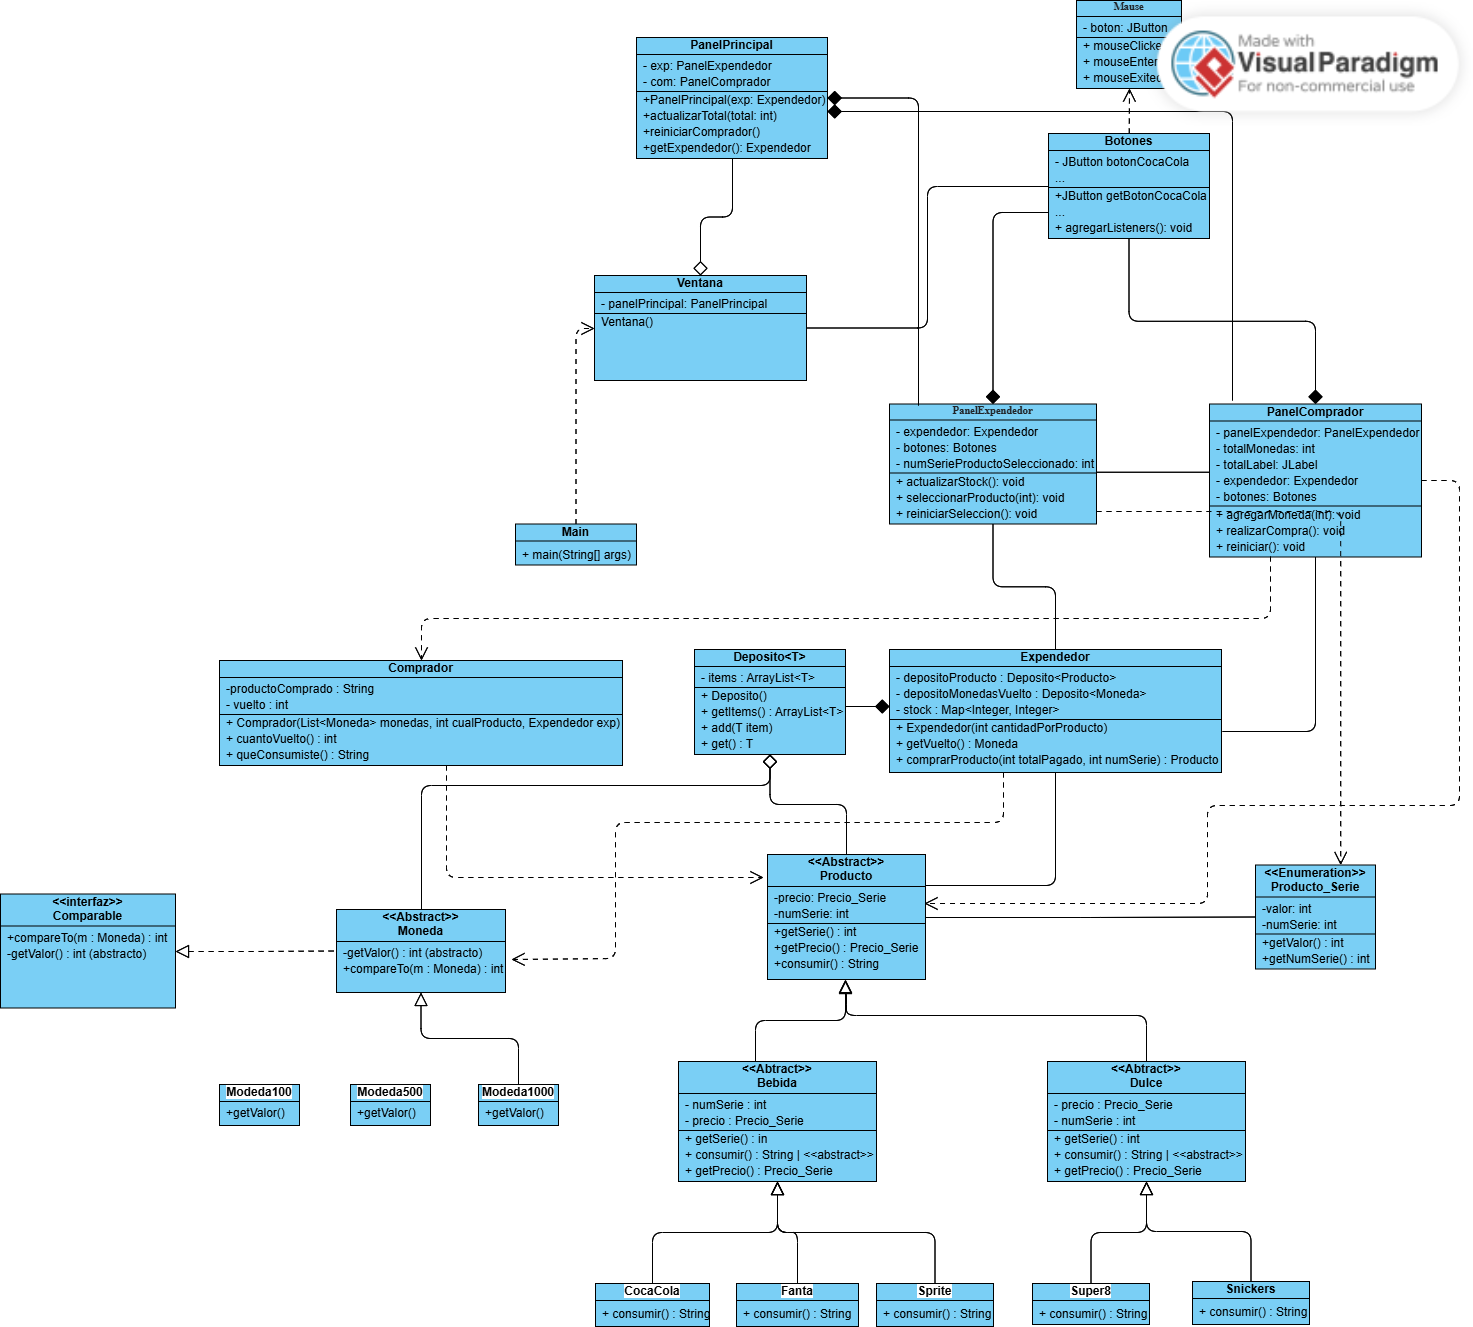 Mause
- boton: JButton
+ mouseClicke
+ mouseEnter
+ mouseExited
Made with
VisualParadigm
For non-commercial use
PanelPrincipal
- exp: PanelExpendedor
- com: PanelComprador
+PanelPrincipal(exp: Expendedor)
+actualizarTotal(total: int)
+reiniciarComprador()
+getExpendedor(): Expendedor
Botones
- JButton botonCocaCola
...
+JButton getBotonCocaCola
...
+ agregarListeners(): void
Ventana
- panelPrincipal: PanelPrincipal
Ventana()
PanelExpendedor
- expendedor: Expendedor
- botones: Botones
- numSerieProductoSeleccionado: int
+ actualizarStock(): void
+ seleccionarProducto(int): void
+ reiniciarSeleccion(): void
PanelComprador
- panelExpendedor: PanelExpendedor
- totalMonedas: int
- totalLabel: JLabel
- expendedor: Expendedor
- botones: Botones
+ agregarMoneda(int): void
+ realizarCompra(): void
+ reiniciar(): void
Main
+ main(String[] args)
Comprador
-productoComprado : String
- vuelto : int
+ Comprador(List<Moneda> monedas, int cualProducto, Expendedor exp)
+ cuantoVuelto() : int
+ queConsumiste() : String
Deposito<T>
- items : ArrayList<T>
+ Deposito()
+ getItems() : ArrayList<T>
+ add(T item)
+ get() : T
Expendedor
- depositoProducto : Deposito<Producto>
- depositoMonedasVuelto : Deposito<Moneda>
- stock : Map<Integer, Integer>
+ Expendedor(int cantidadPorProducto)
+ getVuelto() : Moneda
+ comprarProducto(int totalPagado, int numSerie) : Producto
<<interfaz>>
Comparable
+compareTo(m : Moneda) : int
-getValor() : int (abstracto)
<<Abstract>>
Moneda
-getValor() : int (abstracto)
+compareTo(m : Moneda) : int
<<Abstract>>
Producto
-precio: Precio_Serie
-numSerie: int
+getSerie() : int
+getPrecio() : Precio_Serie
+consumir() : String
<<Enumeration>>
Producto_Serie
-valor: int
-numSerie: int
+getValor() : int
+getNumSerie() : int
Modeda100
+getValor()
Modeda500
+getValor()
Modeda1000
+getValor()
<<Abtract>>
Bebida
- numSerie : int
- precio : Precio_Serie
+ getSerie() : in
+ consumir() : String | <<abstract>>
+ getPrecio() : Precio_Serie
<<Abtract>>
Dulce
- precio : Precio_Serie
- numSerie : int
+ getSerie() : int
+ consumir() : String | <<abstract>>
+ getPrecio() : Precio_Serie
CocaCola
+ consumir() : String
Fanta
+ consumir() : String
Sprite
+ consumir() : String
Super8
+ consumir() : String
Snickers
+ consumir() : String